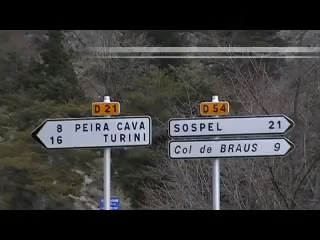 D 21
8 PEIRA CAVA
16 TURINI
D 54
SOSPEL 21
Col de BRAUS 9